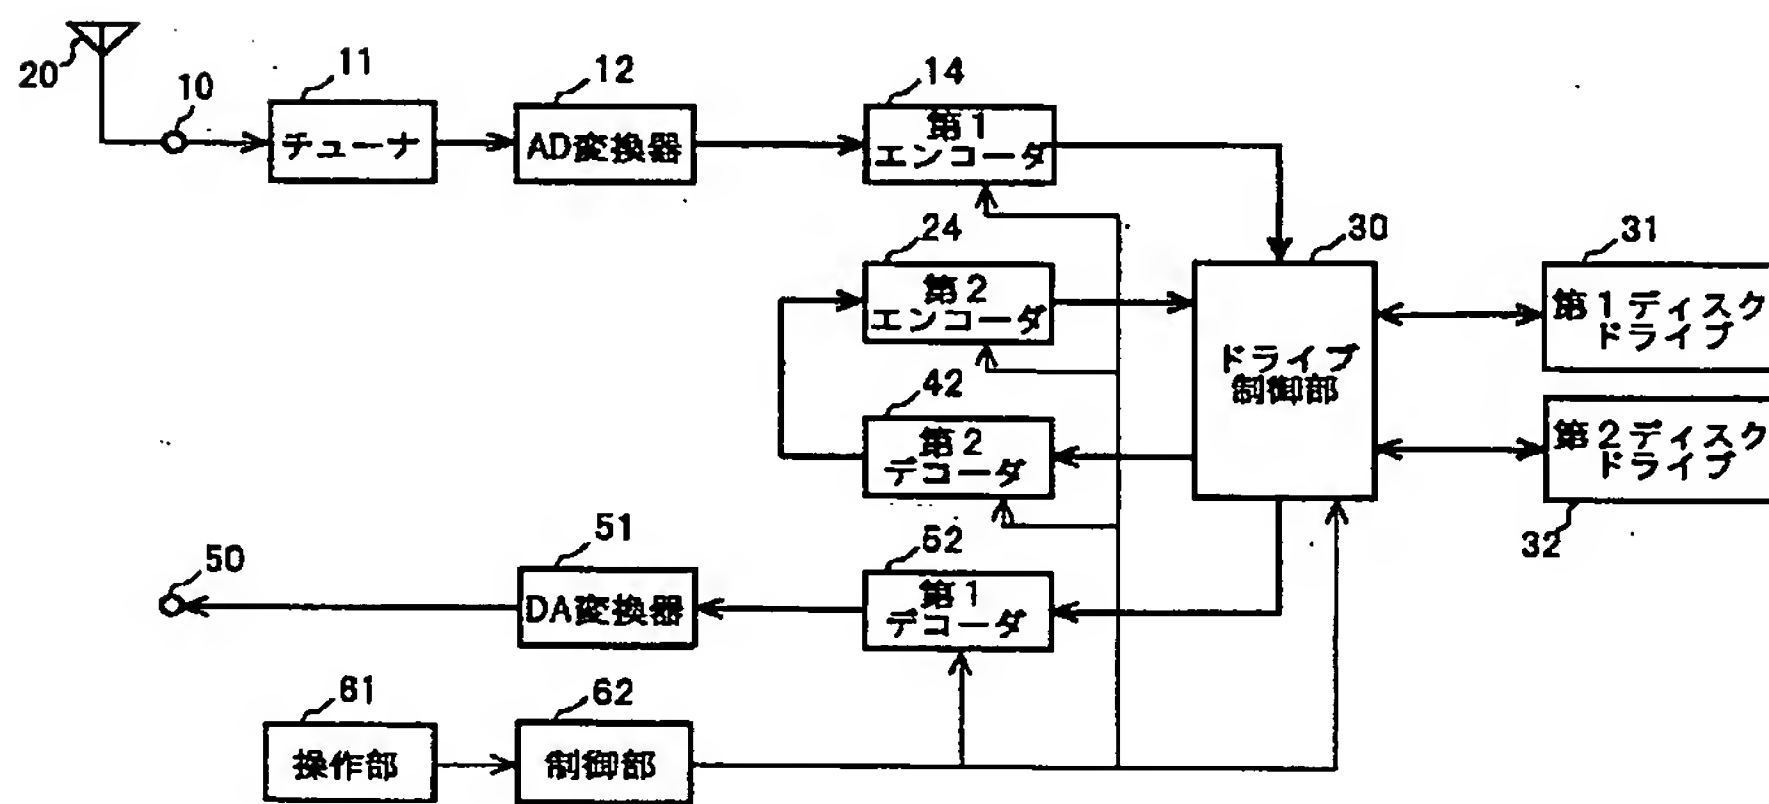 20
10
11
チューナ
12
AD変換器
14
第1
エンコーダ
24
第2
エンコーダ
30
ドライブ
制御部
31
第1ディスク
ドライブ
42
第2
デコーダ
第2ディスク
ドライブ
32
50
51
DA変換器
52
第1
デコーダ
61
操作部
62
制御部